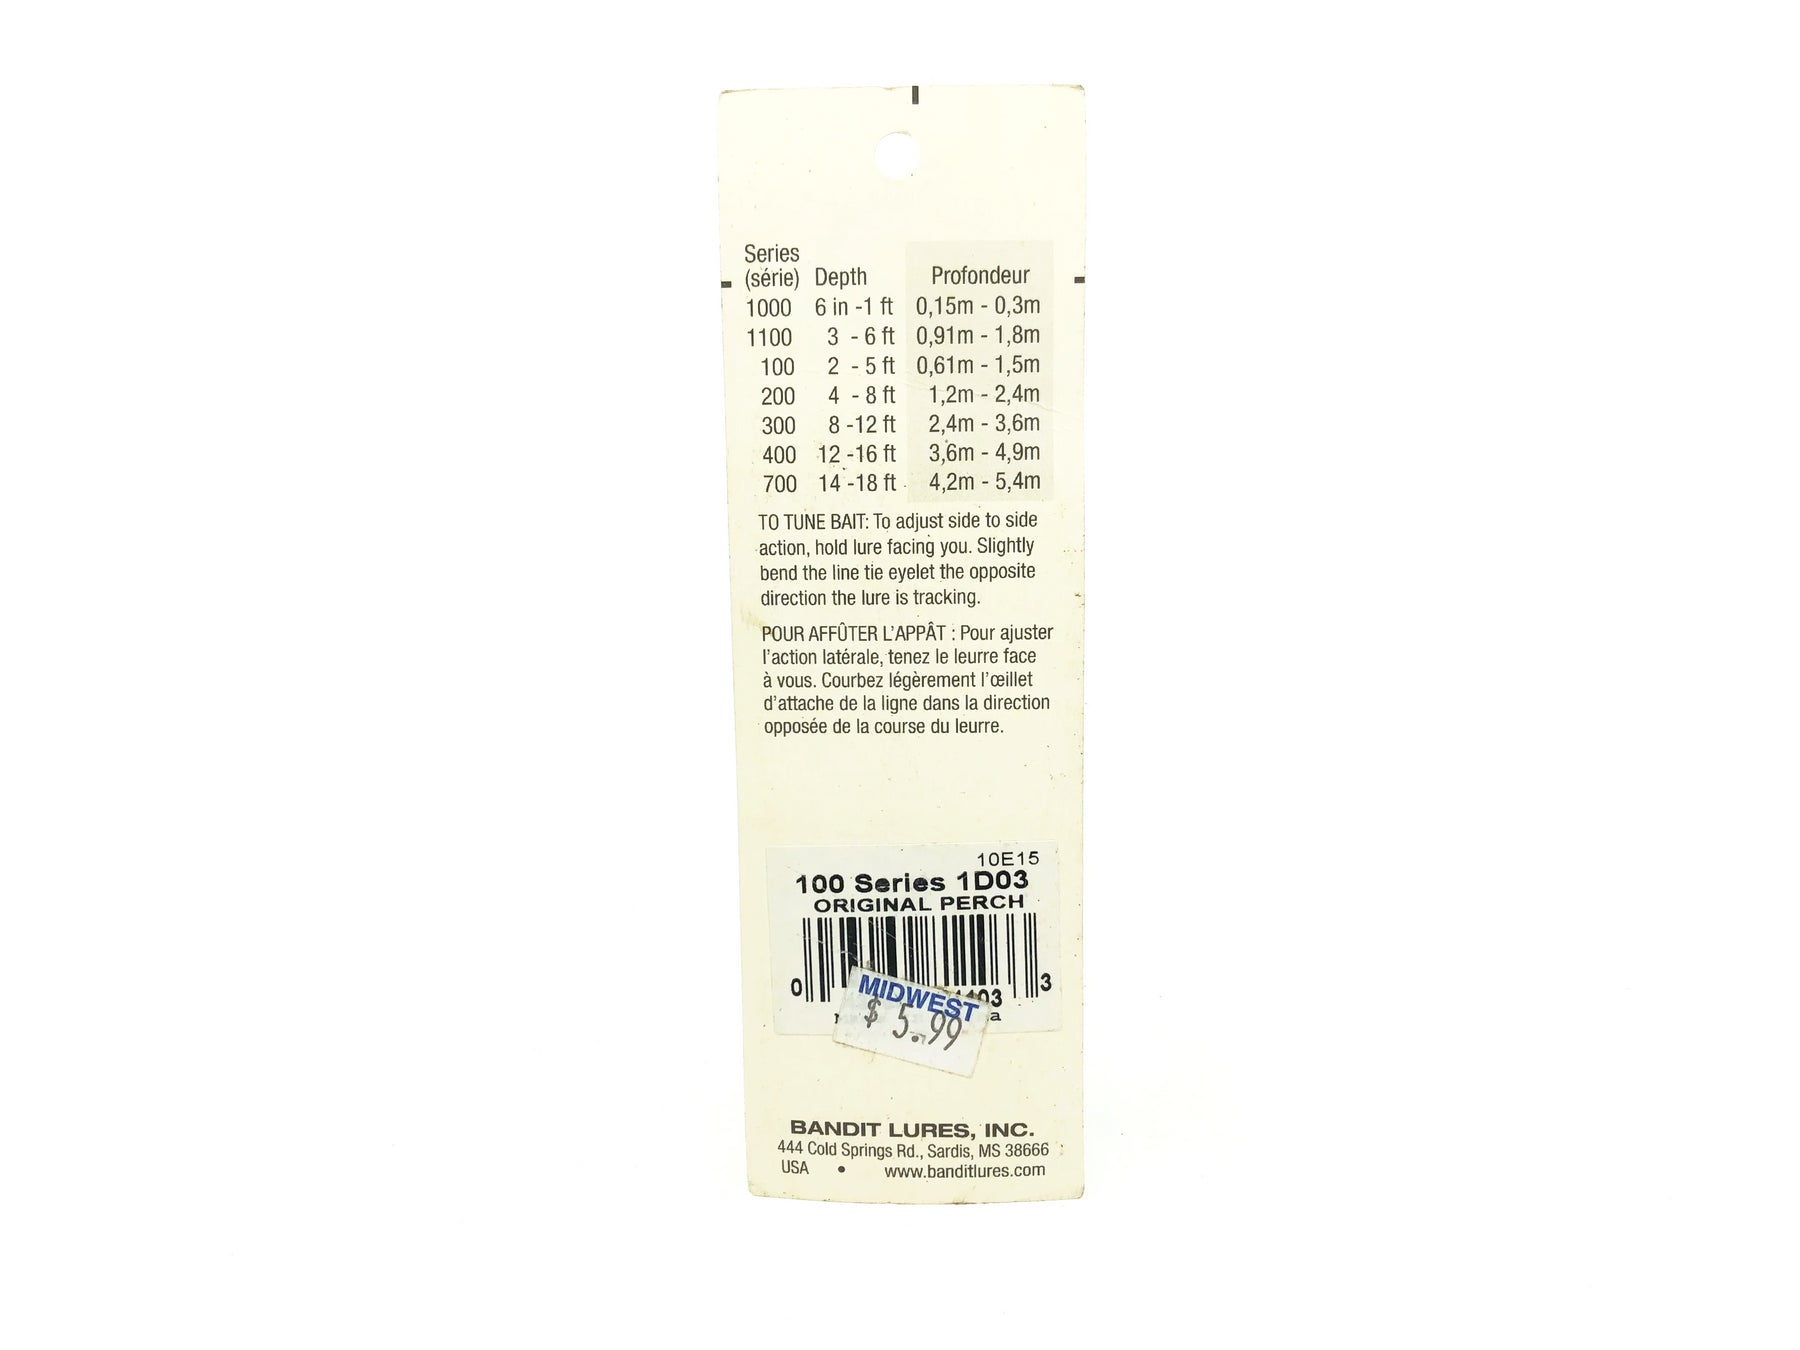 Series
(série) Depth Profondeur
1000 6 in -1 ft 0,15m - 0,3m
1100 3 - 6 ft 0,91m - 1,8m
100 2 - 5 ft 0,61m - 1,5m
200 4 - 8 ft 1,2m - 2,4m
300 8 -12 ft 2,4m - 3,6m
400 12 -16 ft 3,6m - 4,9m
700 14 -18 ft 4,2m - 5,4m
TO TUNE BAIT: To adjust side to side
action, hold lure facing you. Slightly
bend the line tie eyelet the opposite
direction the lure is tracking.
POUR AFFÛTER L'APPÂT : Pour ajuster
l'action latérale, tenez le leurre face
à vous. Courbez légèrement l'œillet
d'attache de la ligne dans la direction
opposée de la course du leurre.
10E15
100 Series 1D03
ORIGINAL PERCH
0 3
MIDWEST
$ 5.99
BANDIT LURES, INC.
444 Cold Springs Rd., Sardis, MS 38666
USA • www.banditlures.com